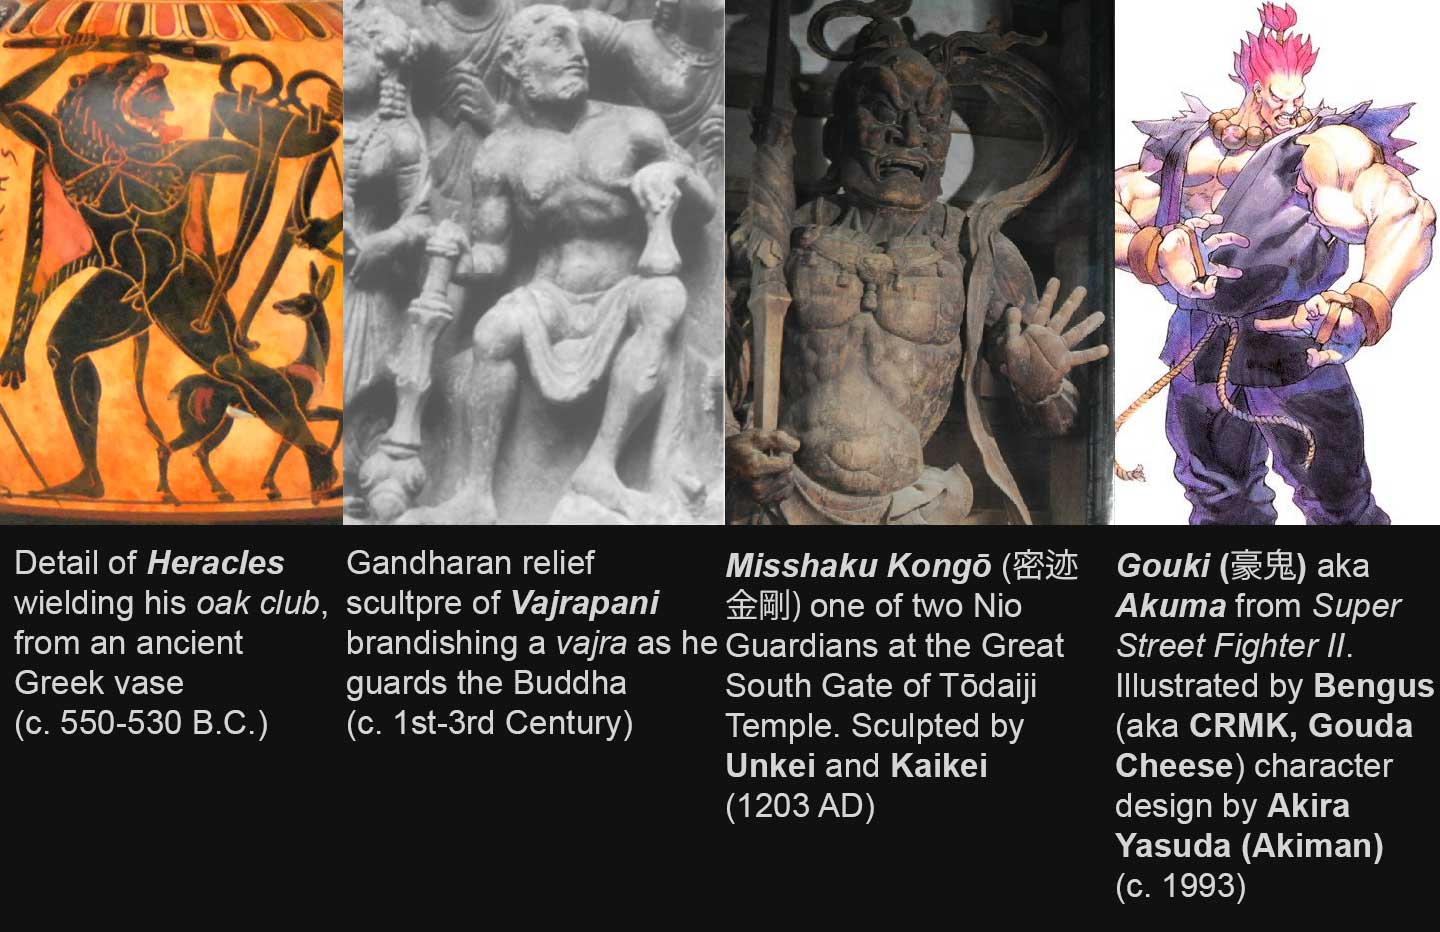 Detail of Heracles
wielding his oak club,
from an ancient
Greek vase
(c. 550-530 B.C.)
Gandharan relief
scultpre of Vajrapani
brandishing a vajra as he
guards the Buddha
(c. 1st-3rd Century)
Misshaku Kongō (密迹
金剛) one of two Nio
Guardians at the Great
South Gate of Tōdaiji
Temple. Sculpted by
Unkei and Kaikei
(1203 AD)
Gouki (豪鬼) aka
Akuma from Super
Street Fighter II.
Illustrated by Bengus
(aka CRMK, Gouda
Cheese) character
design by Akira
Yasuda (Akiman)
(c. 1993)